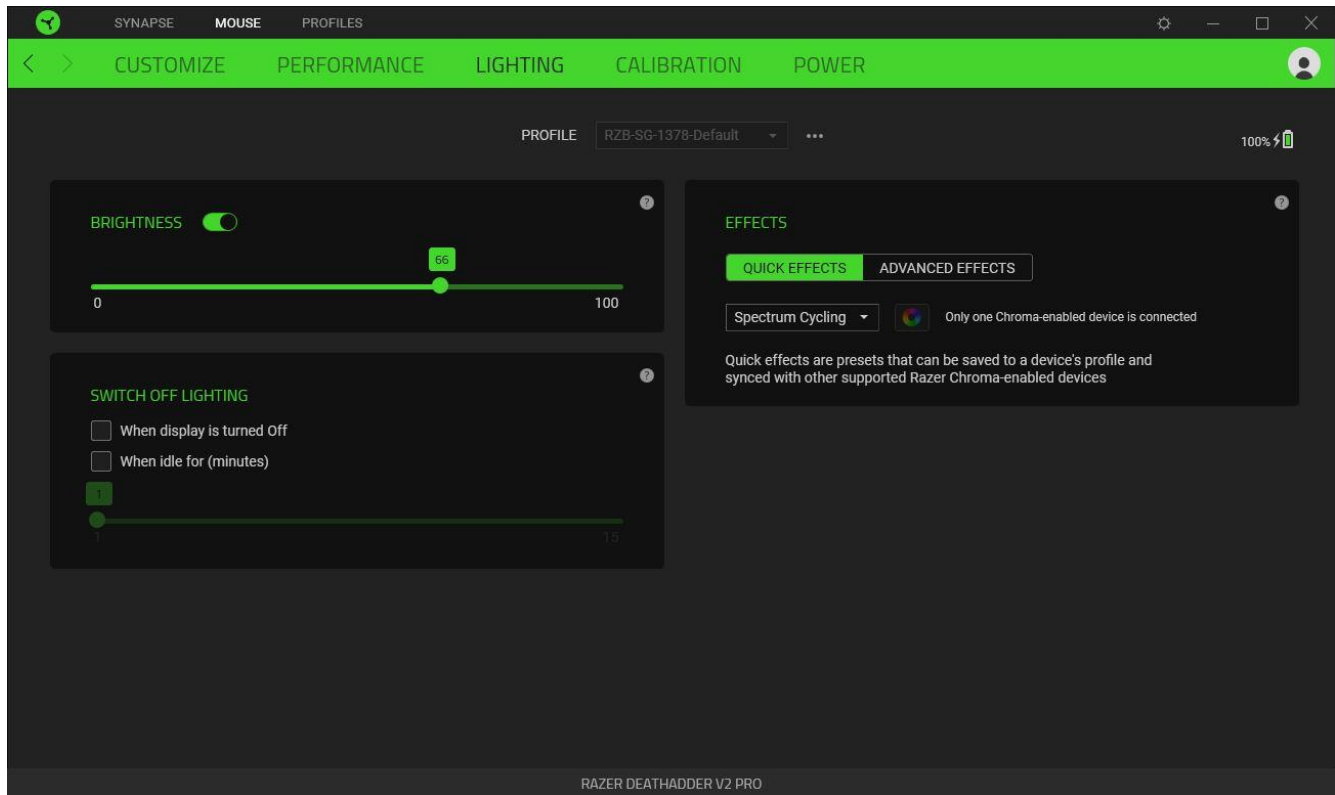 SYNAPSE MOUSE PROFILES
CUSTOMIZE PERFORMANCE LIGHTING CALIBRATION POWER
PROFILE RZB-SG-1378-Default
100%
BRIGHTNESS
66
0 100
SWITCH OFF LIGHTING
When display is turned Off
When idle for (minutes)
1
1 15
EFFECTS
QUICK EFFECTS ADVANCED EFFECTS
Spectrum Cycling Only one Chroma-enabled device is connected
Quick effects are presets that can be saved to a device's profile and
synced with other supported Razer Chroma-enabled devices
RAZER DEATHADDER V2 PRO